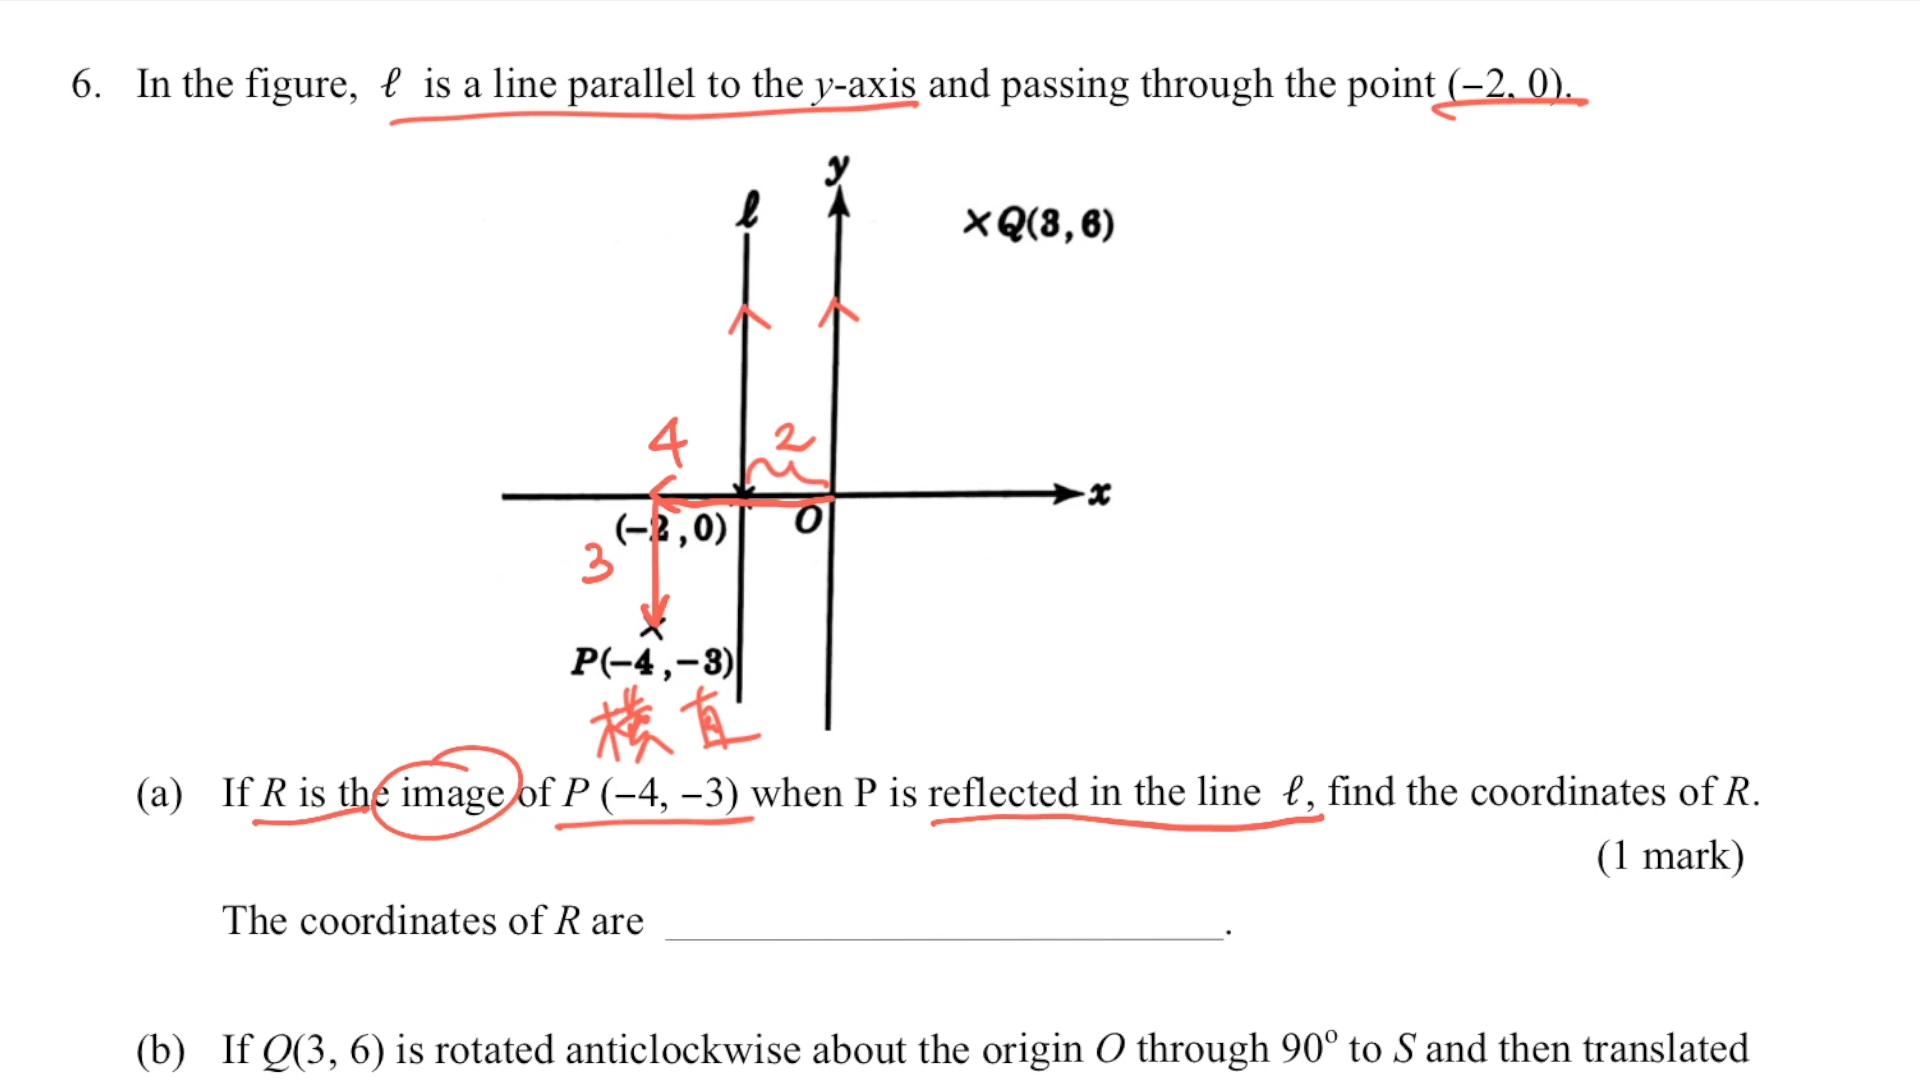 6. In the figure, ℓ is a line parallel to the y-axis and passing through the point (−2, 0).
y
ℓ
×Q(3,6)
4
2
x
(−2,0)
O
3
P(−4,−3)
橫 直
(a) If R is the image of P (−4, −3) when P is reflected in the line ℓ, find the coordinates of R.
(1 mark)
The coordinates of R are ____________________.
(b) If Q(3, 6) is rotated anticlockwise about the origin O through 90° to S and then translated